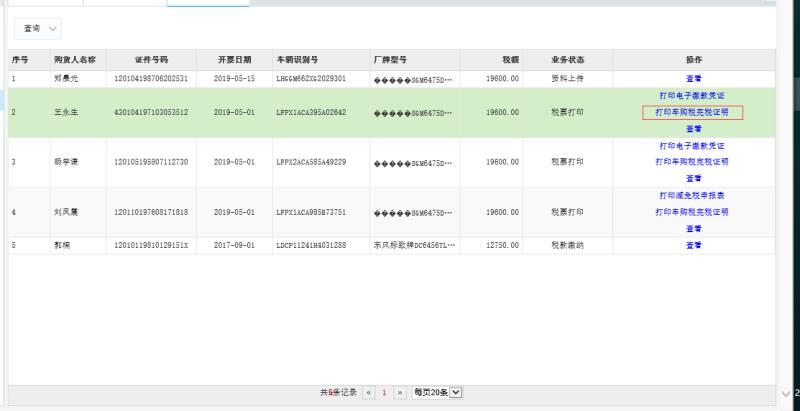 查询
序号 购货人名称 证件号码 开票日期 车辆识别号 厂牌型号 税额 业务状态 操作
1 郑晨光 120104198706202531 2019-05-15 LHGGM662XG2029301 �����SGM6475D… 19600.00 资料上传 查看
打印电子缴款凭证
2 王永生 430104197103053512 2019-05-01 LFPX1ACA395A02642 �����SGM6475D… 19600.00 税票打印 打印车购税完税证明
查看
打印电子缴款凭证
3 杨学谦 120105195807112730 2019-05-01 LFPX2ACA585A49229 �����SGM6475D… 19600.00 税票打印 打印车购税完税证明
查看
打印减免税申报表
4 刘凤霞 120110197608171818 2019-05-01 LFPX1ACA985B73751 �����SGM6475D… 19600.00 税票打印 打印车购税完税证明
查看
5 郭楠 12010119810129151X 2017-09-01 LDCP11241H4031288 东风标致牌DC6456TL… 12750.00 税款缴纳 查看
共5条记录 « 1 » 每页20条
2